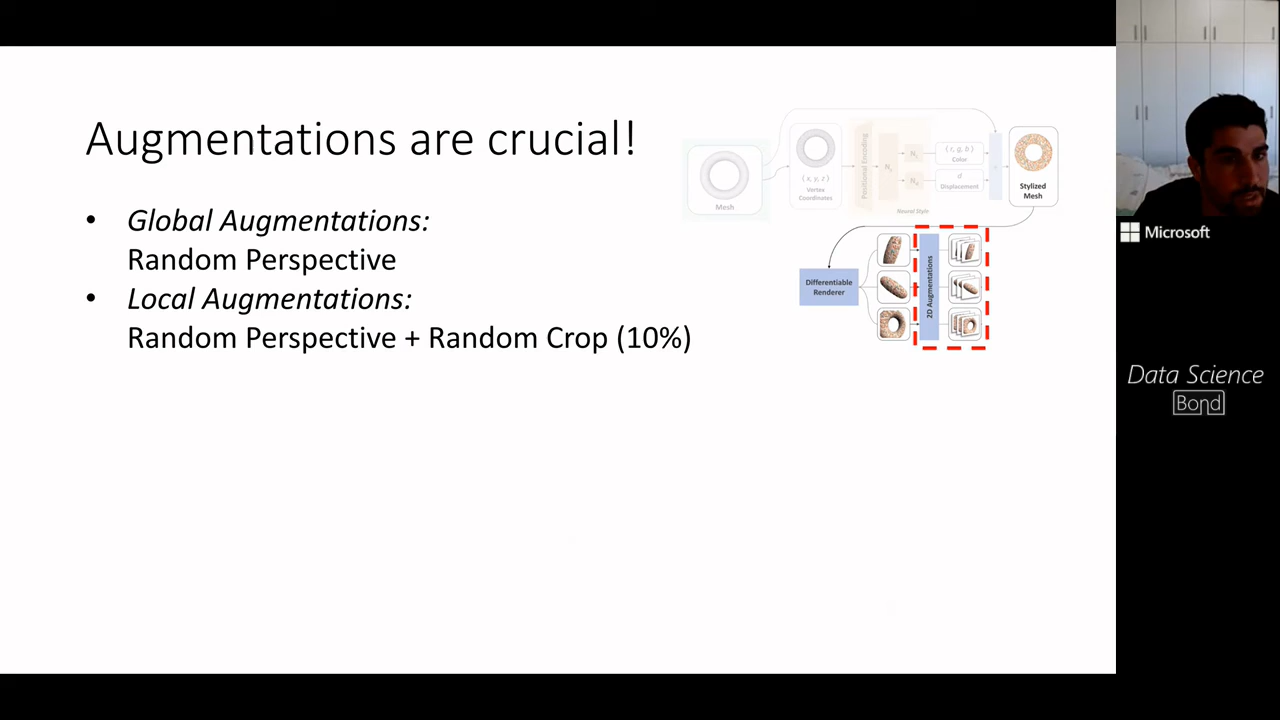 Augmentations are crucial!
• Global Augmentations:
Random Perspective
• Local Augmentations:
Random Perspective + Random Crop (10%)
Mesh
(x, y, z)
Vertex
Coordinates
Positional Encoding
(r, g, b)
Color
d
Displacement
Neural Style
Stylized
Mesh
Differentiable
Renderer
2D Augmentations
Microsoft
Data Science
Bond